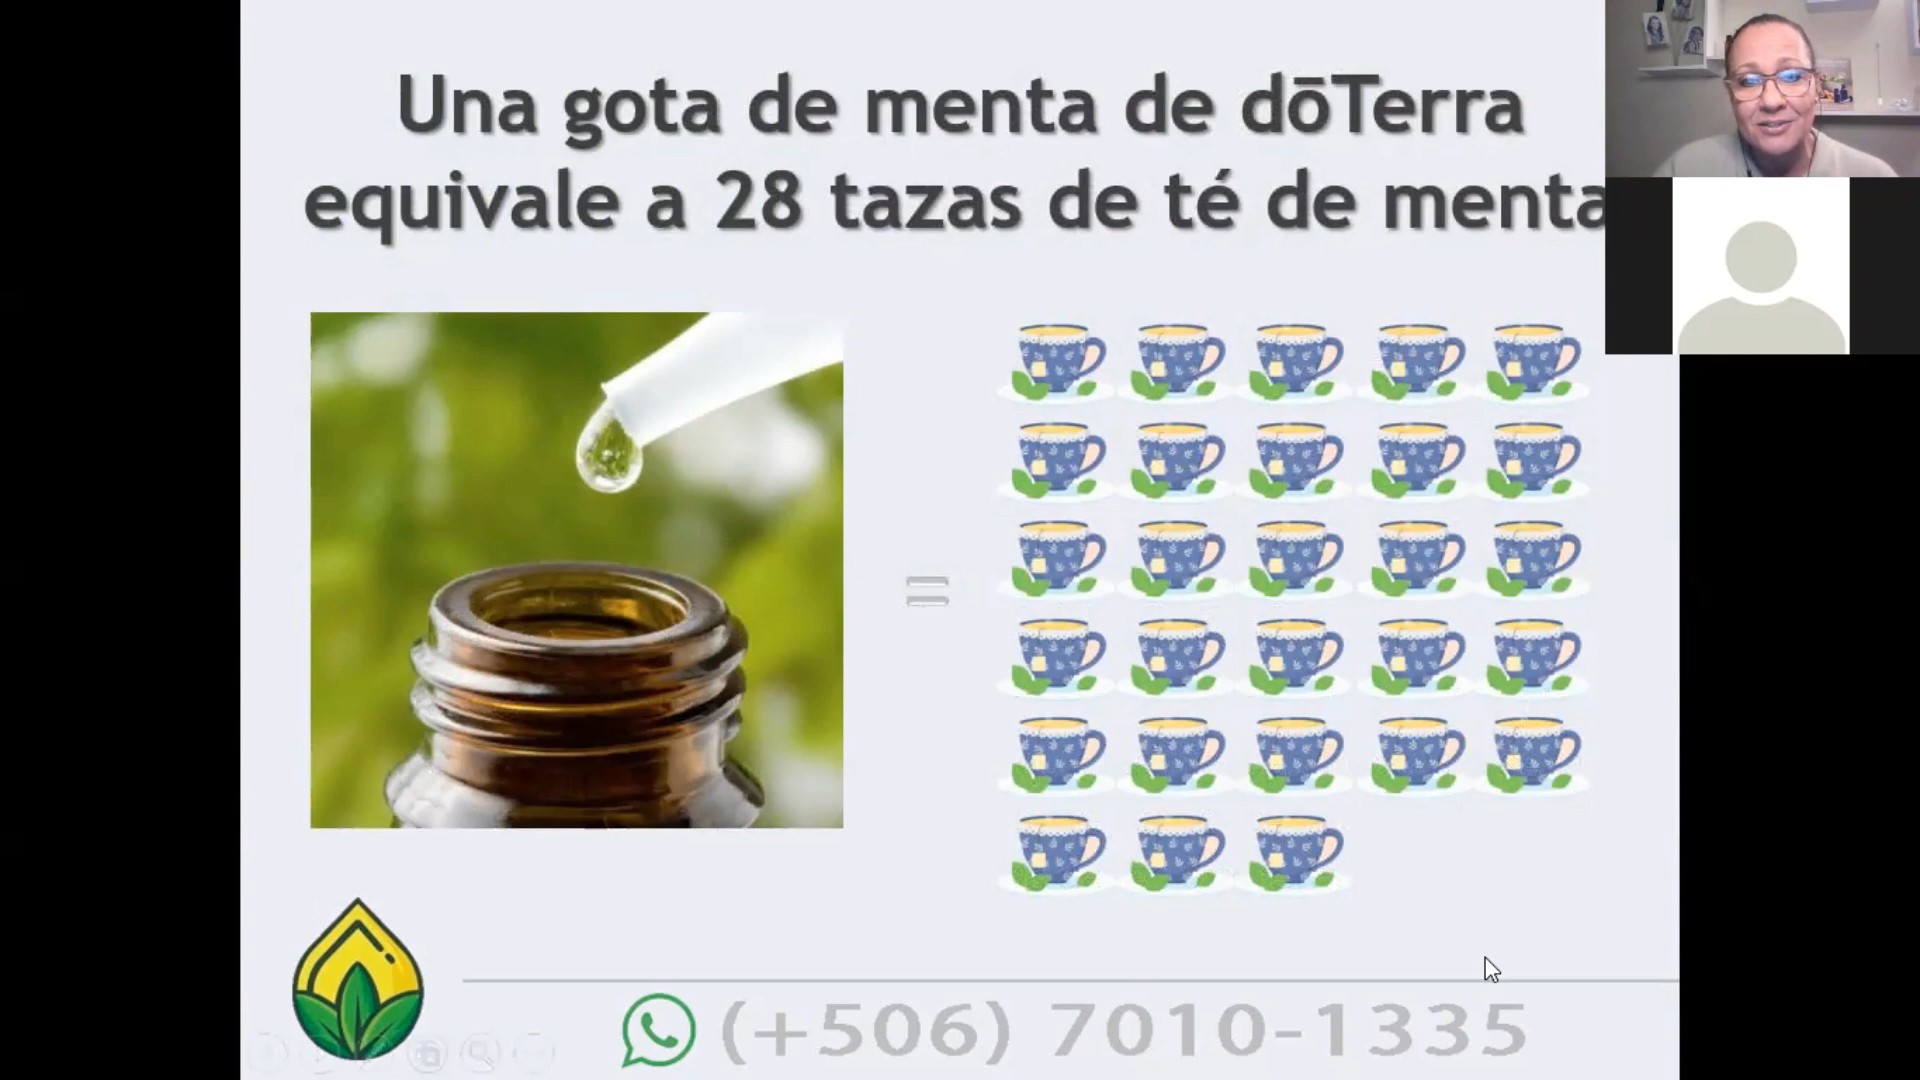 Una gota de menta de dōTerra
equivale a 28 tazas de té de menta
(+506) 7010-1335